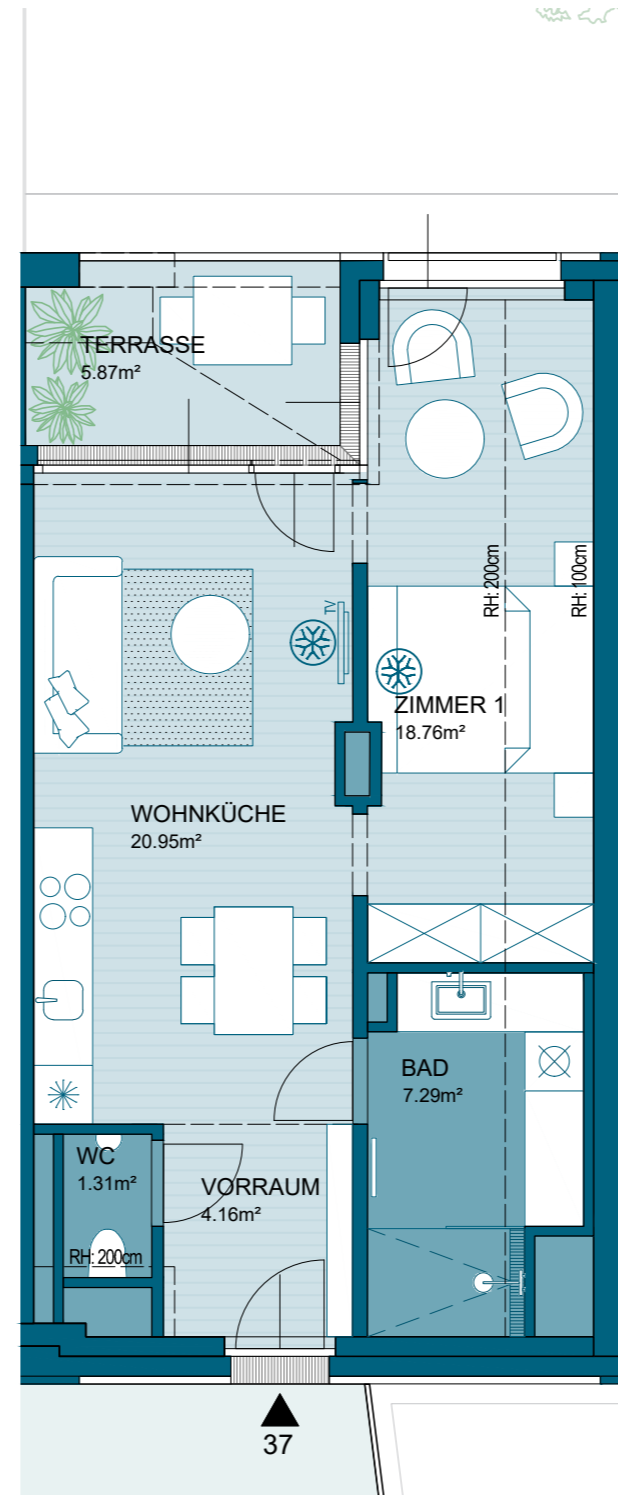 TERRASSE
5.87m²
RH: 200cm
RH: 100cm
TV
ZIMMER 1
18.76m²
WOHNKÜCHE
20.95m²
BAD
7.29m²
WC
1.31m²
VORRAUM
4.16m²
RH: 200cm
37